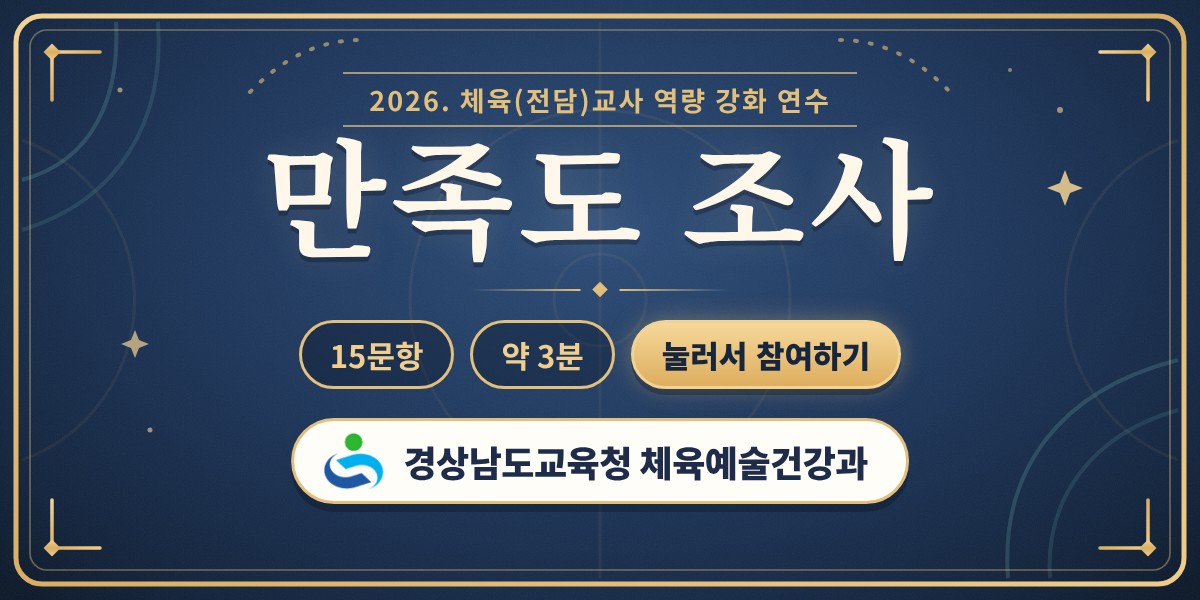 2026. 체육(전담)교사 역량 강화 연수
만족도 조사
15문항 약 3분 눌러서 참여하기
경상남도교육청 체육예술건강과